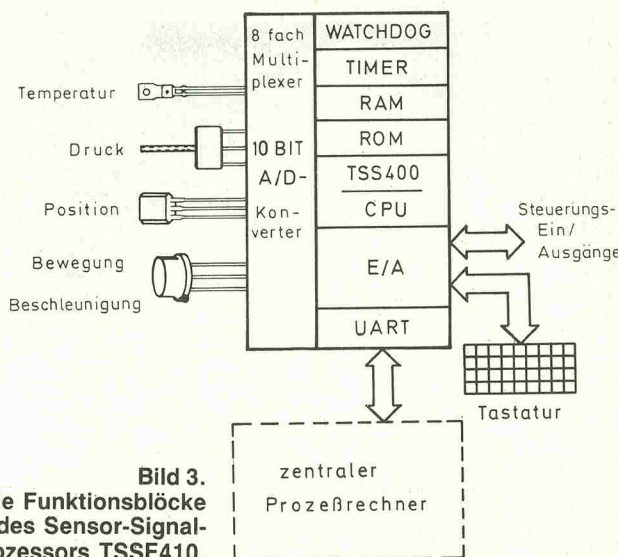 8 fach
Multi-
plexer
10 BIT
A/D-
Kon-
verter
WATCHDOG
TIMER
RAM
ROM
TSS400
CPU
E/A
UART
Temperatur
Druck
Position
Bewegung
Beschleunigung
Steuerungs-
Ein/
Ausgänge
Tastatur
zentraler
Prozeßrechner
Bild 3.
e Funktionsblöcke
des Sensor-Signal-
ozessors TSSF410.